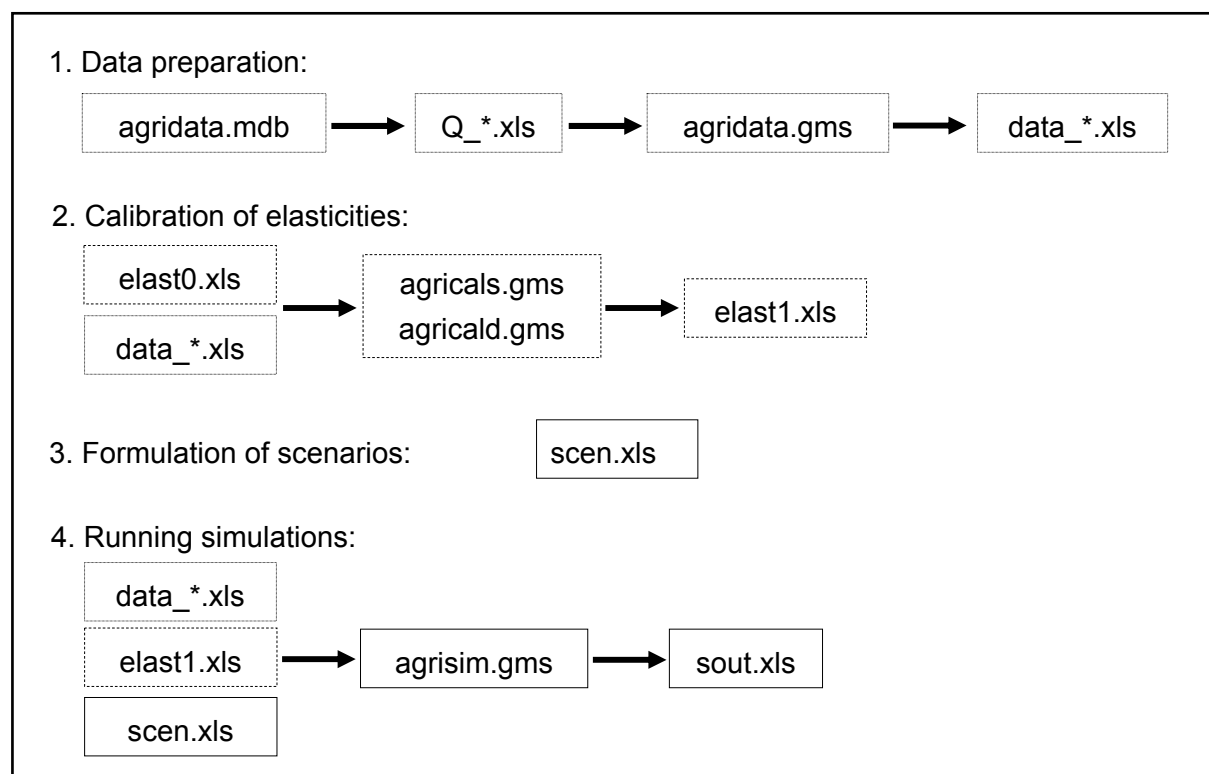 1. Data preparation:
agridata.mdb
Q_*.xls
agridata.gms
data_*.xls
2. Calibration of elasticities:
elast0.xls
data_*.xls
agricals.gms
agricald.gms
elast1.xls
3. Formulation of scenarios:
scen.xls
4. Running simulations:
data_*.xls
elast1.xls
scen.xls
agrisim.gms
sout.xls